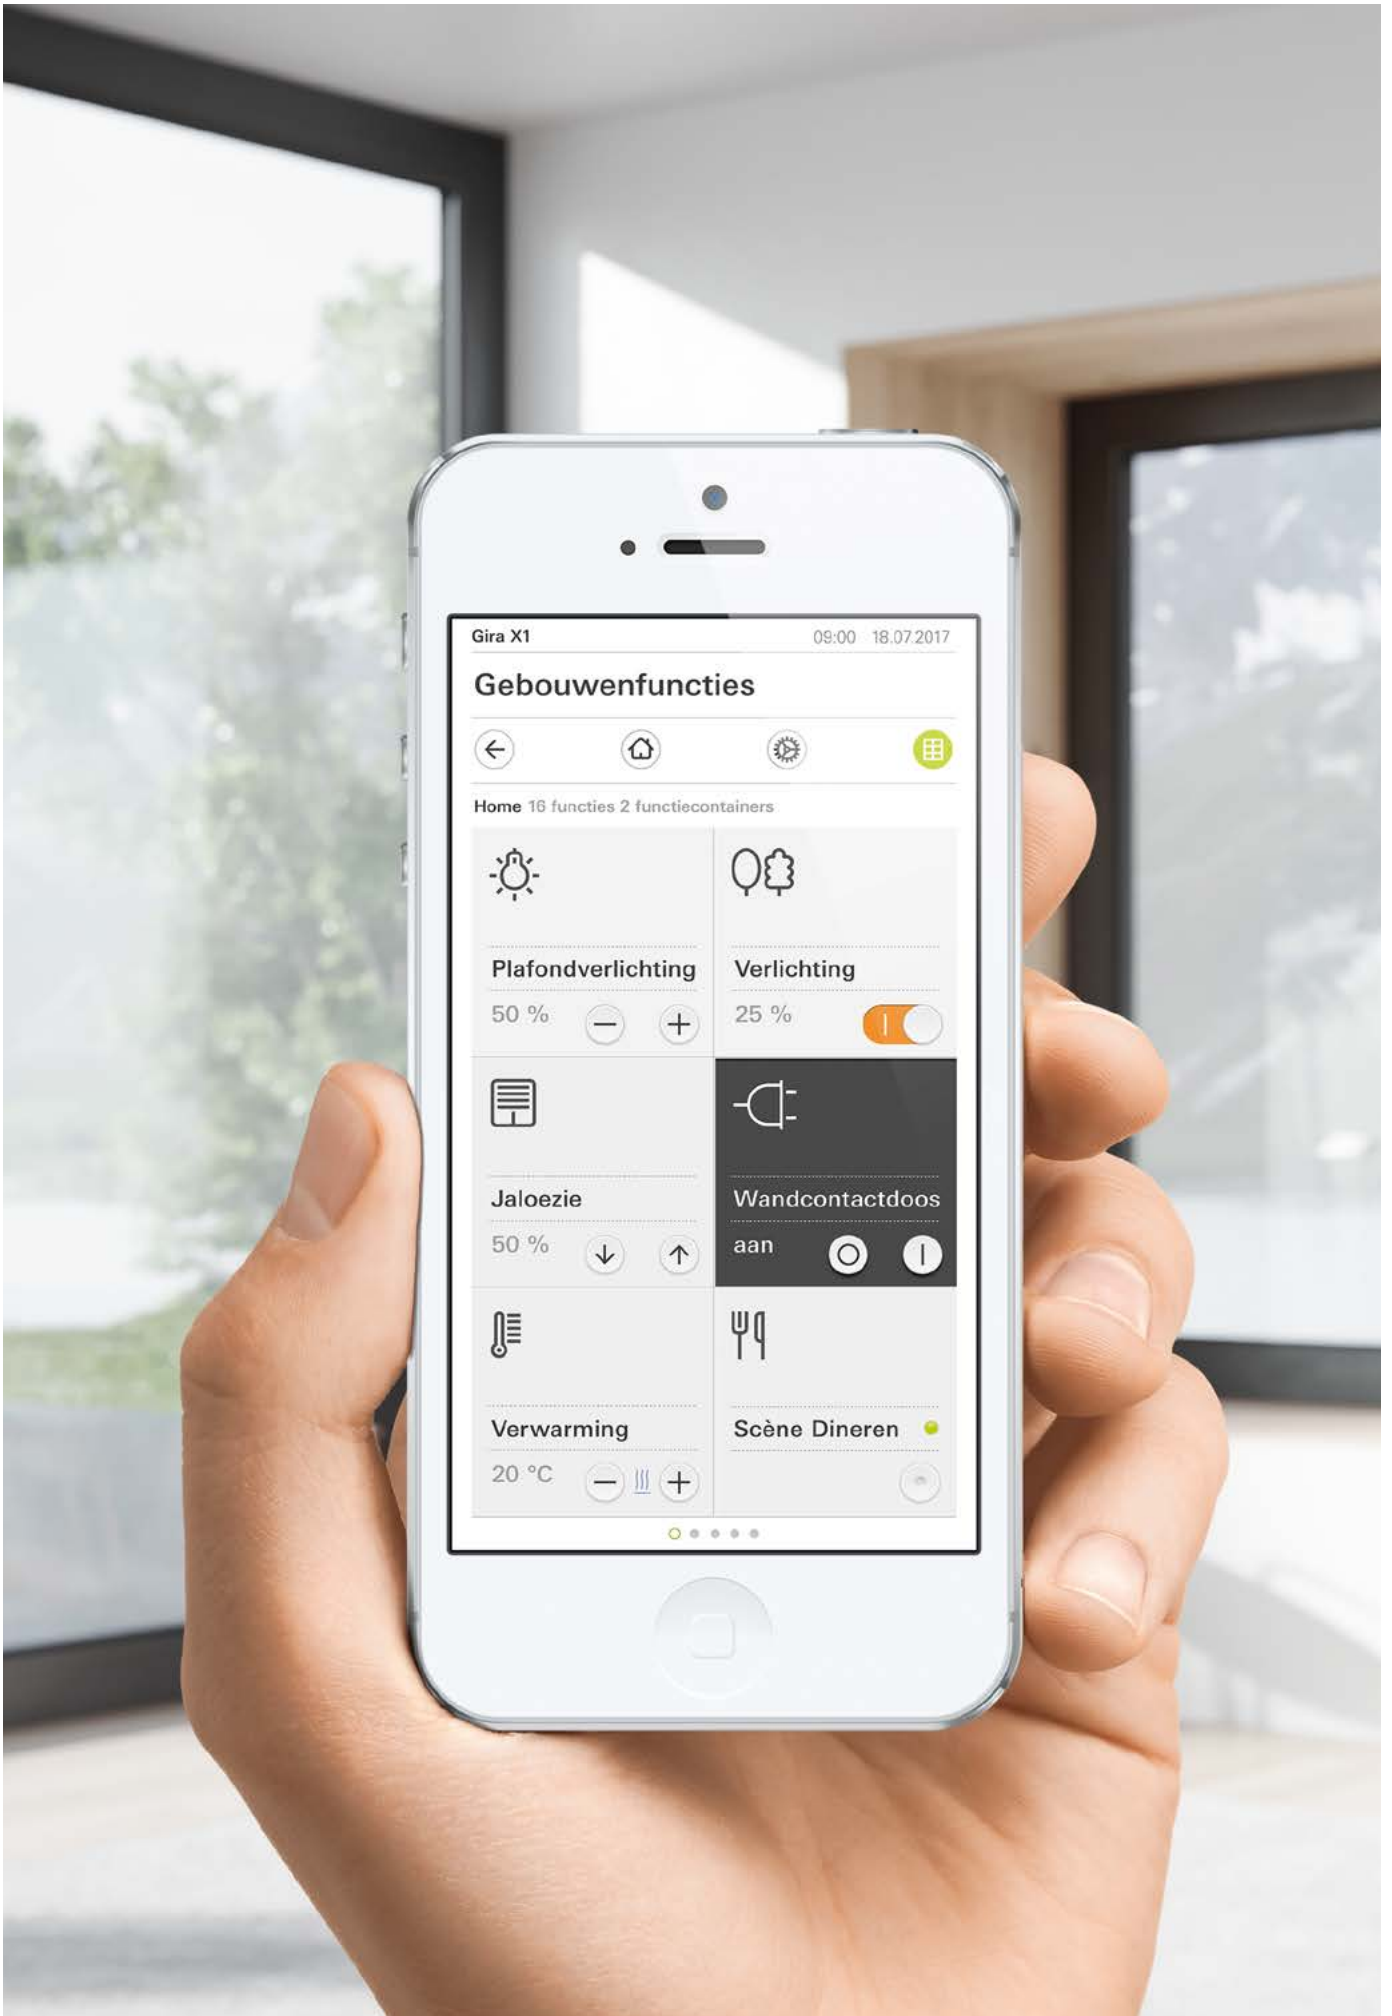 Gira X1 09:00 18.07.2017
Gebouwenfuncties
Home 16 functies 2 functiecontainers
Plafondverlichting
50 %
Verlichting
25 %
Jaloezie
50 %
Wandcontactdoos
aan
Verwarming
20 °C
Scène Dineren